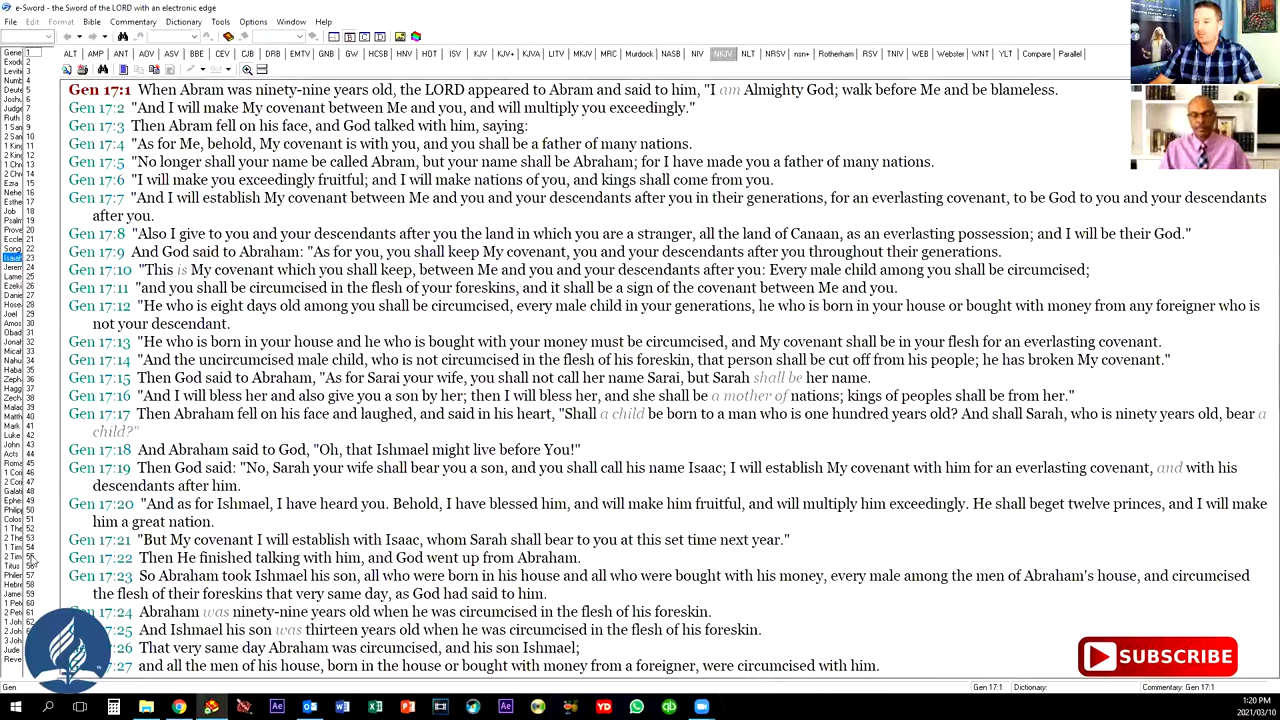 e-Sword - the Sword of the LORD with an electronic edge
File Edit Format Bible Dictionary Tools Options Window Help
ALT AMP ANT AOV ASV BBE CEV CJB DRB EMTV GNB GW HCSB HNV HOT ISV KJV KJV+ KJVA LITV MKJV MRC Murdock NASB NIV NKJV NLT NRSV nsn+ Rotherham RSV TNIV WEB Webster WNT YLT Compare Parallel
Gen 17:1 When Abram was ninety-nine years old, the LORD appeared to Abram and said to him, "I am Almighty God; walk before Me and be blameless.
Gen 17:2 "And I will make My covenant between Me and you, and will multiply you exceedingly."
Gen 17:3 Then Abram fell on his face, and God talked with him, saying:
Gen 17:4 "As for Me, behold, My covenant is with you, and you shall be a father of many nations.
Gen 17:5 "No longer shall your name be called Abram, but your name shall be Abraham; for I have made you a father of many nations.
Gen 17:6 "I will make you exceedingly fruitful; and I will make nations of you, and kings shall come from you.
Gen 17:7 "And I will establish My covenant between Me and you and your descendants after you in their generations, for an everlasting covenant, to be God to you and your descendants
after you.
Gen 17:8 "Also I give to you and your descendants after you the land in which you are a stranger, all the land of Canaan, as an everlasting possession; and I will be their God."
Gen 17:9 And God said to Abraham: "As for you, you shall keep My covenant, you and your descendants after you throughout their generations.
Gen 17:10 "This is My covenant which you shall keep, between Me and you and your descendants after you: Every male child among you shall be circumcised;
Gen 17:11 "and you shall be circumcised in the flesh of your foreskins, and it shall be a sign of the covenant between Me and you.
Gen 17:12 "He who is eight days old among you shall be circumcised, every male child in your generations, he who is born in your house or bought with money from any foreigner who is
not your descendant.
Gen 17:13 "He who is born in your house and he who is bought with your money must be circumcised, and My covenant shall be in your flesh for an everlasting covenant.
Gen 17:14 "And the uncircumcised male child, who is not circumcised in the flesh of his foreskin, that person shall be cut off from his people; he has broken My covenant."
Gen 17:15 Then God said to Abraham, "As for Sarai your wife, you shall not call her name Sarai, but Sarah shall be her name.
Gen 17:16 "And I will bless her and also give you a son by her; then I will bless her, and she shall be a mother of nations; kings of peoples shall be from her."
Gen 17:17 Then Abraham fell on his face and laughed, and said in his heart, "Shall a child be born to a man who is one hundred years old? And shall Sarah, who is ninety years old, bear a
child?"
Gen 17:18 And Abraham said to God, "Oh, that Ishmael might live before You!"
Gen 17:19 Then God said: "No, Sarah your wife shall bear you a son, and you shall call his name Isaac; I will establish My covenant with him for an everlasting covenant, and with his
descendants after him.
Gen 17:20 "And as for Ishmael, I have heard you. Behold, I have blessed him, and will make him fruitful, and will multiply him exceedingly. He shall beget twelve princes, and I will make
him a great nation.
Gen 17:21 "But My covenant I will establish with Isaac, whom Sarah shall bear to you at this set time next year."
Gen 17:22 Then He finished talking with him, and God went up from Abraham.
Gen 17:23 So Abraham took Ishmael his son, all who were born in his house and all who were bought with his money, every male among the men of Abraham's house, and circumcised
the flesh of their foreskins that very same day, as God had said to him.
:24 Abraham was ninety-nine years old when he was circumcised in the flesh of his foreskin.
:25 And Ishmael his son was thirteen years old when he was circumcised in the flesh of his foreskin.
:26 That very same day Abraham was circumcised, and his son Ishmael;
:27 and all the men of his house, born in the house or bought with money from a foreigner, were circumcised with him.
SUBSCRIBE
Gen Gen 17:1 Dictionary: Commentary: Gen 17:1
1:20 PM
2021/03/10